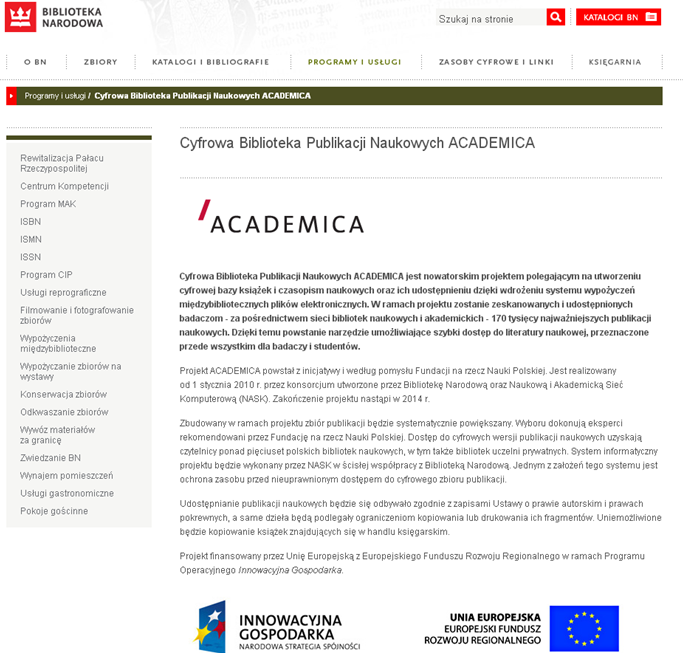 BIBLIOTEKA
NARODOWA
Szukaj na stronie
KATALOGI BN
O BN
ZBIORY
KATALOGI I BIBLIOGRAFIE
PROGRAMY I USŁUGI
ZASOBY CYFROWE I LINKI
KSIĘGARNIA
Programy i usługi / Cyfrowa Biblioteka Publikacji Naukowych ACADEMICA
Rewitalizacja Pałacu
Rzeczypospolitej
Centrum Kompetencji
Program MAK
ISBN
ISMN
ISSN
Program CIP
Usługi reprograficzne
Filmowanie i fotografowanie
zbiorów
Wypożyczenia
międzybiblioteczne
Wypożyczanie zbiorów na
wystawy
Konserwacja zbiorów
Odkwaszanie zbiorów
Wywóz materiałów
za granicę
Zwiedzanie BN
Wynajem pomieszczeń
Usługi gastronomiczne
Pokoje gościnne
Cyfrowa Biblioteka Publikacji Naukowych ACADEMICA
ACADEMICA
Cyfrowa Biblioteka Publikacji Naukowych ACADEMICA jest nowatorskim projektem polegającym na utworzeniu
cyfrowej bazy książek i czasopism naukowych oraz ich udostępnieniu dzięki wdrożeniu systemu wypożyczeń
międzybibliotecznych plików elektronicznych. W ramach projektu zostanie zeskanowanych i udostępnionych
badaczom - za pośrednictwem sieci bibliotek naukowych i akademickich - 170 tysięcy najważniejszych publikacji
naukowych. Dzięki temu powstanie narzędzie umożliwiające szybki dostęp do literatury naukowej, przeznaczone
przede wszystkim dla badaczy i studentów.
Projekt ACADEMICA powstał z inicjatywy i według pomysłu Fundacji na rzecz Nauki Polskiej. Jest realizowany
od 1 stycznia 2010 r. przez konsorcjum utworzone przez Bibliotekę Narodową oraz Naukową i Akademicką Sieć
Komputerową (NASK). Zakończenie projektu nastąpi w 2014 r.
Zbudowany w ramach projektu zbiór publikacji będzie systematycznie powiększany. Wyboru dokonują eksperci
rekomendowani przez Fundację na rzecz Nauki Polskiej. Dostęp do cyfrowych wersji publikacji naukowych uzyskają
czytelnicy ponad pięciuset polskich bibliotek naukowych, w tym także bibliotek uczelni prywatnych. System informatyczny
projektu będzie wykonany przez NASK w ścisłej współpracy z Biblioteką Narodową. Jednym z założeń tego systemu jest
ochrona zasobu przed nieuprawnionym dostępem do cyfrowego zbioru publikacji.
Udostępnianie publikacji naukowych będzie się odbywało zgodnie z zapisami Ustawy o prawie autorskim i prawach
pokrewnych, a same dzieła będą podlegały ograniczeniom kopiowania lub drukowania ich fragmentów. Uniemożliwione
będzie kopiowanie książek znajdujących się w handlu księgarskim.
Projekt finansowany przez Unię Europejską z Europejskiego Funduszu Rozwoju Regionalnego w ramach Programu
Operacyjnego Innowacyjna Gospodarka.
INNOWACYJNA
GOSPODARKA
NARODOWA STRATEGIA SPÓJNOŚCI
UNIA EUROPEJSKA
EUROPEJSKI FUNDUSZ
ROZWOJU REGIONALNEGO